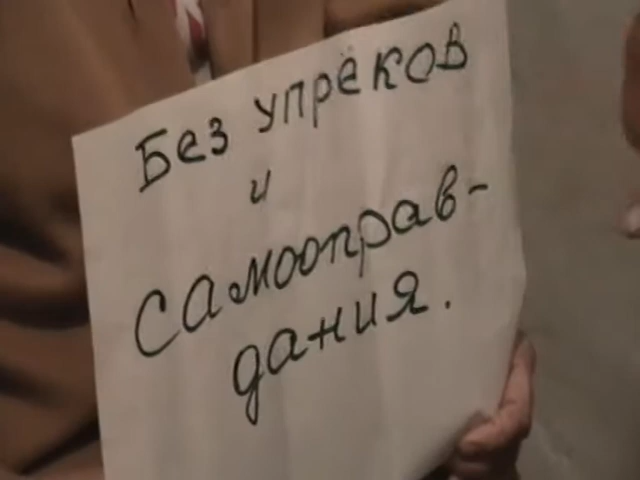 Без упрёков
и
Самооправ-
дания.